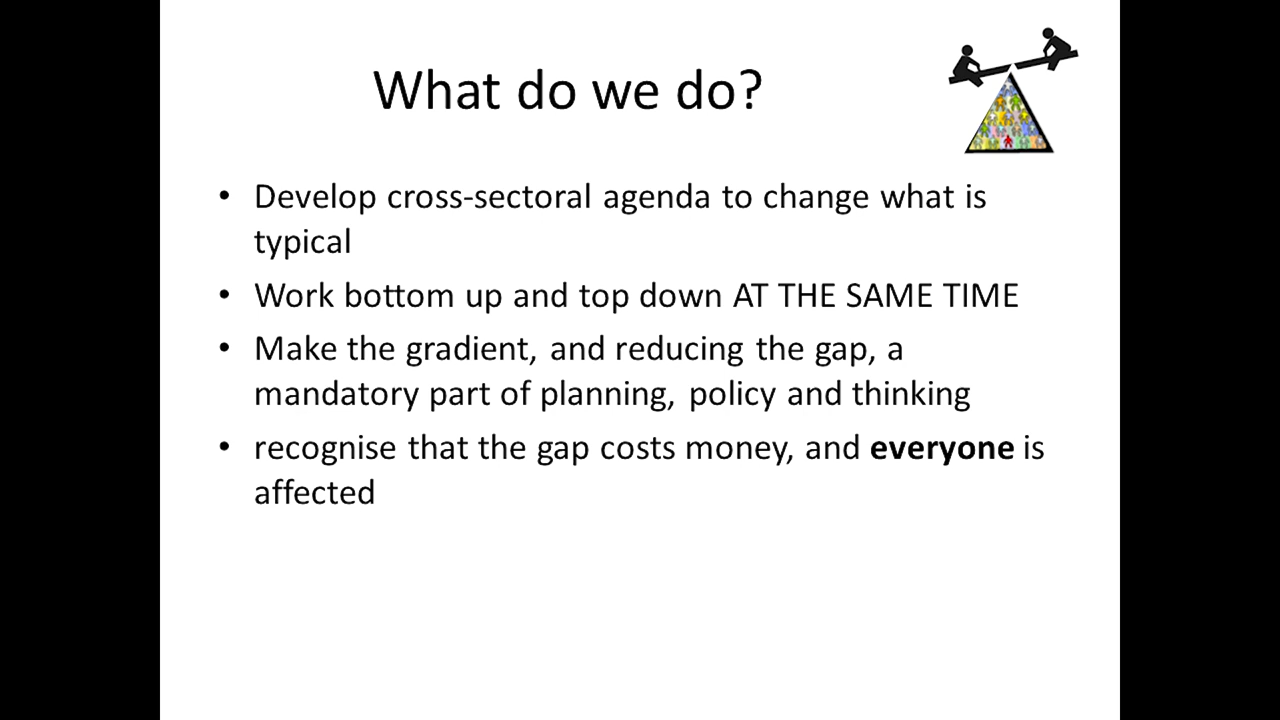 What do we do?
• Develop cross-sectoral agenda to change what is
typical
• Work bottom up and top down AT THE SAME TIME
• Make the gradient, and reducing the gap, a
mandatory part of planning, policy and thinking
• recognise that the gap costs money, and everyone is
affected